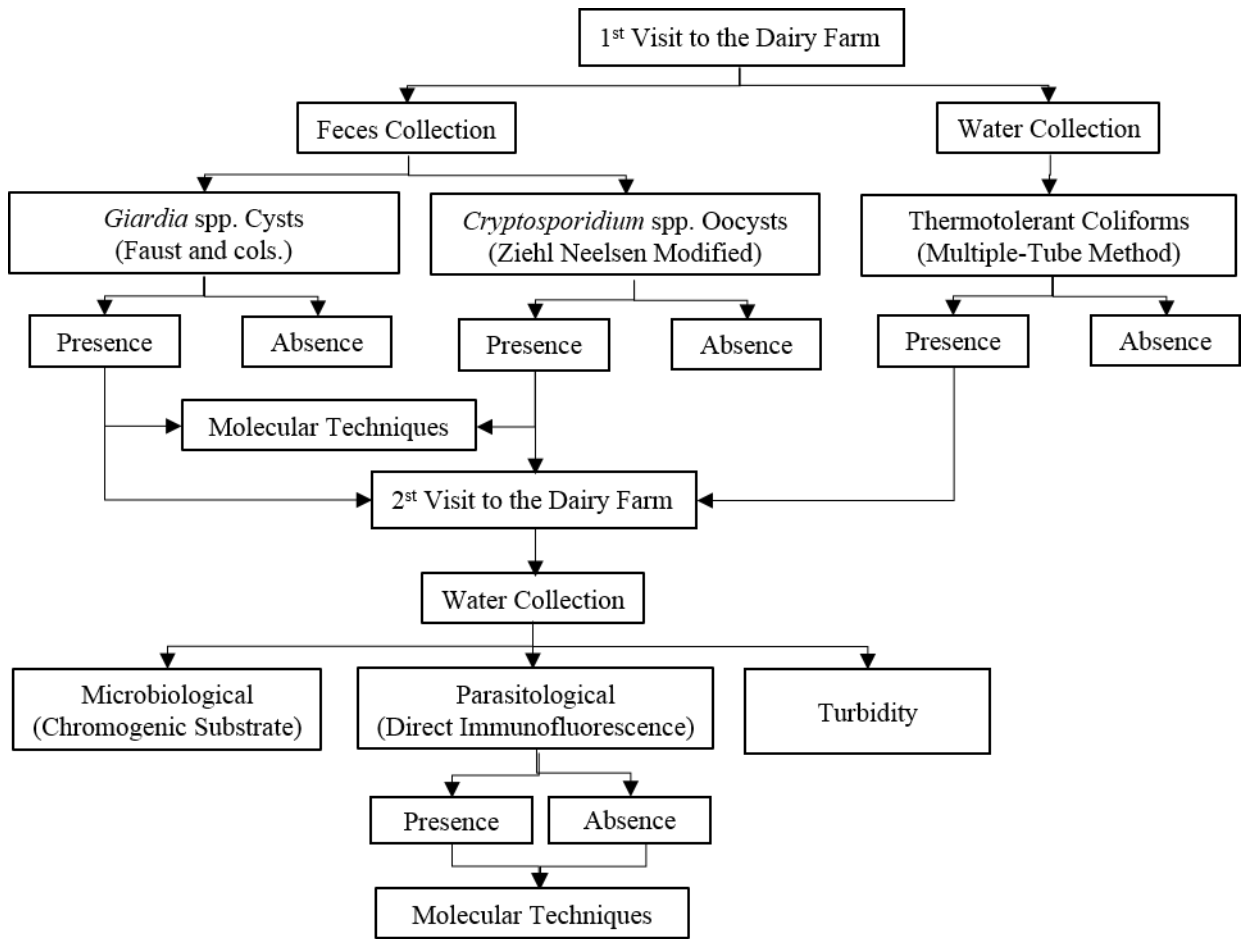 1st Visit to the Dairy Farm
Feces Collection
Water Collection
Giardia spp. Cysts
(Faust and cols.)
Cryptosporidium spp. Oocysts
(Ziehl Neelsen Modified)
Thermotolerant Coliforms
(Multiple-Tube Method)
Presence
Absence
Presence
Absence
Presence
Absence
Molecular Techniques
2st Visit to the Dairy Farm
Water Collection
Microbiological
(Chromogenic Substrate)
Parasitological
(Direct Immunofluorescence)
Turbidity
Presence
Absence
Molecular Techniques